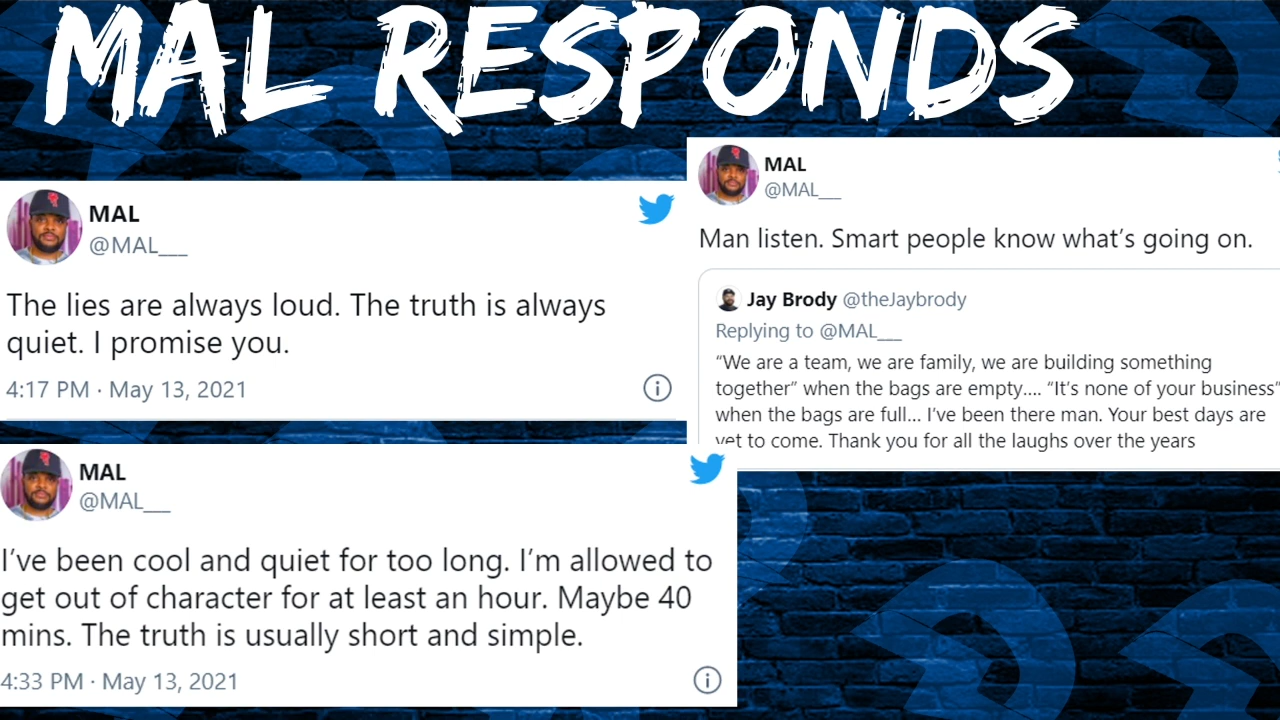 MAL RESPONDS
MAL
@MAL___
The lies are always loud. The truth is always
quiet. I promise you.
4:17 PM · May 13, 2021
MAL
@MAL___
I’ve been cool and quiet for too long. I’m allowed to
get out of character for at least an hour. Maybe 40
mins. The truth is usually short and simple.
4:33 PM · May 13, 2021
MAL
@MAL___
Man listen. Smart people know what’s going on.
Jay Brody @theJaybrody
Replying to @MAL___
“We are a team, we are family, we are building something
together” when the bags are empty.... “It’s none of your business”
when the bags are full... I’ve been there man. Your best days are
yet to come. Thank you for all the laughs over the years